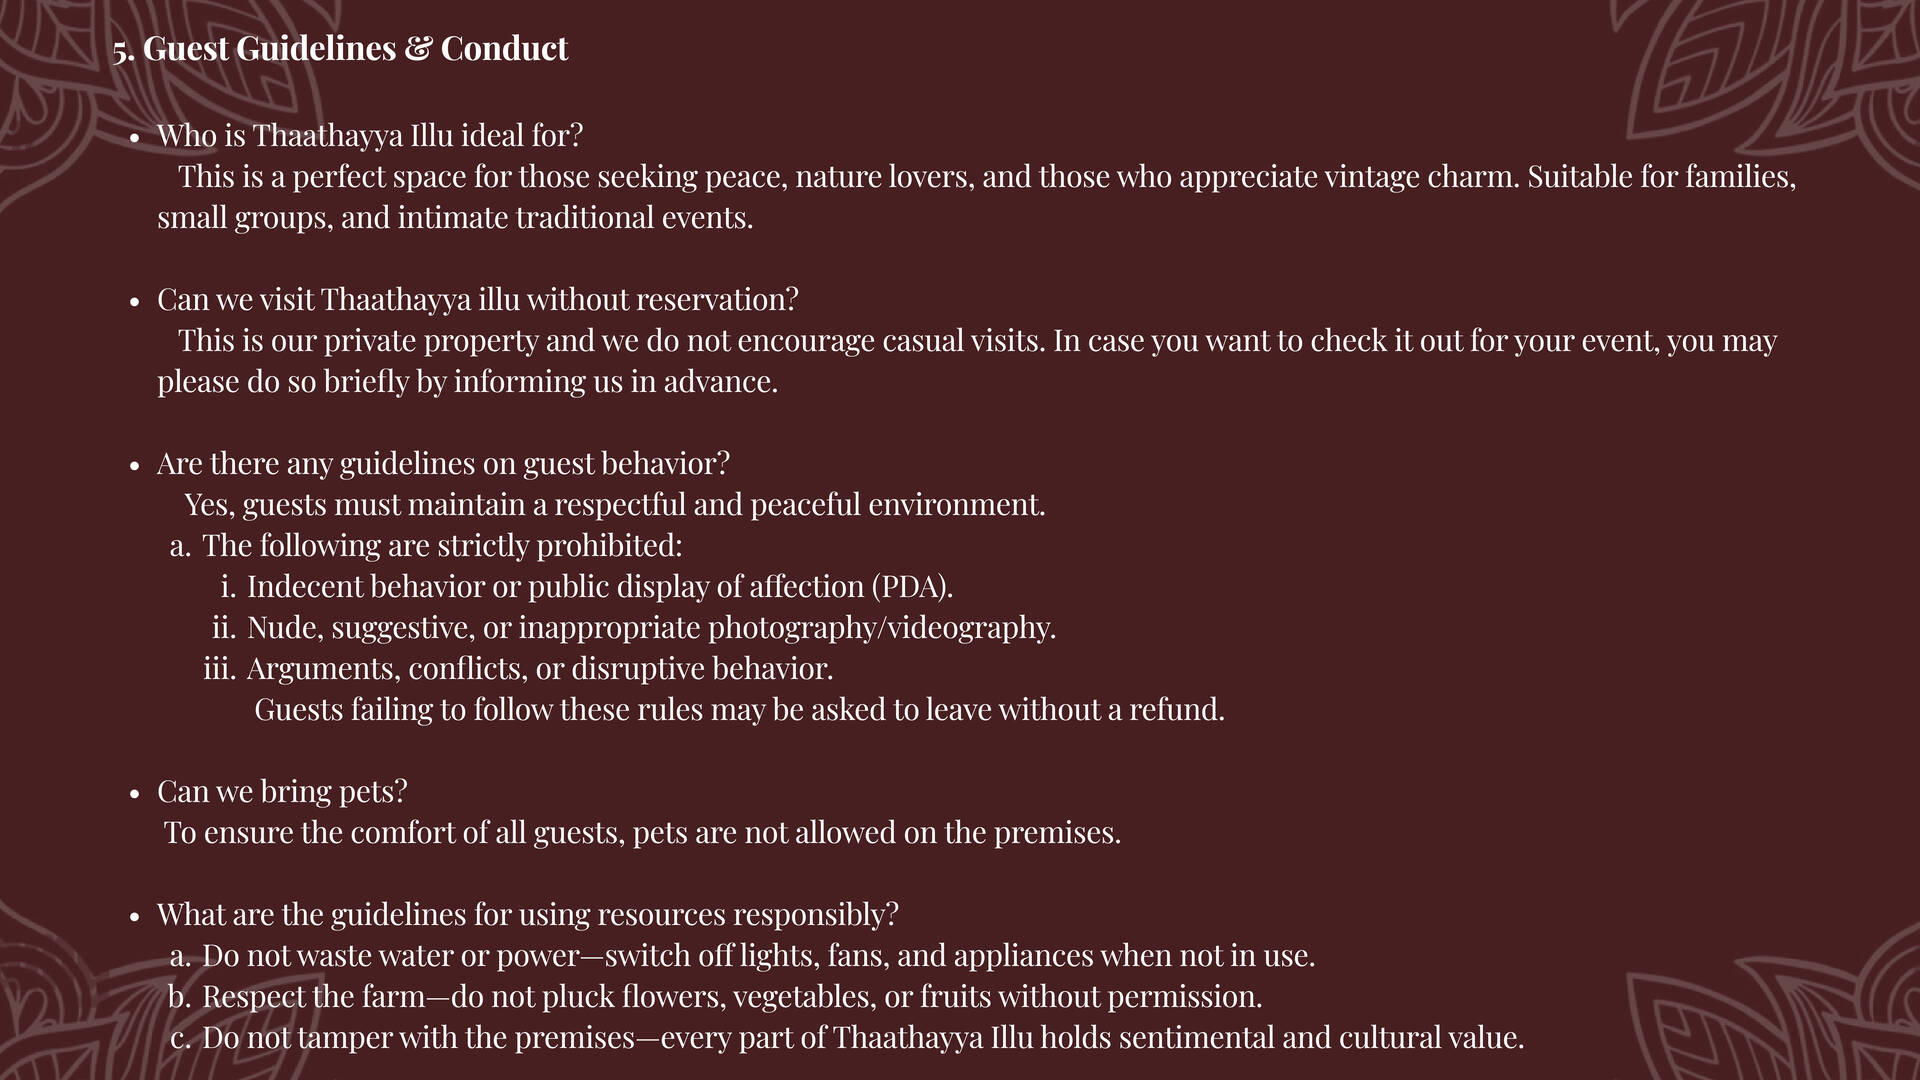 5. Guest Guidelines & Conduct
• Who is Thaathayya Illu ideal for?
This is a perfect space for those seeking peace, nature lovers, and those who appreciate vintage charm. Suitable for families,
small groups, and intimate traditional events.
• Can we visit Thaathayya illu without reservation?
This is our private property and we do not encourage casual visits. In case you want to check it out for your event, you may
please do so briefly by informing us in advance.
• Are there any guidelines on guest behavior?
Yes, guests must maintain a respectful and peaceful environment.
a. The following are strictly prohibited:
i. Indecent behavior or public display of affection (PDA).
ii. Nude, suggestive, or inappropriate photography/videography.
iii. Arguments, conflicts, or disruptive behavior.
Guests failing to follow these rules may be asked to leave without a refund.
• Can we bring pets?
To ensure the comfort of all guests, pets are not allowed on the premises.
• What are the guidelines for using resources responsibly?
a. Do not waste water or power—switch off lights, fans, and appliances when not in use.
b. Respect the farm—do not pluck flowers, vegetables, or fruits without permission.
c. Do not tamper with the premises—every part of Thaathayya Illu holds sentimental and cultural value.